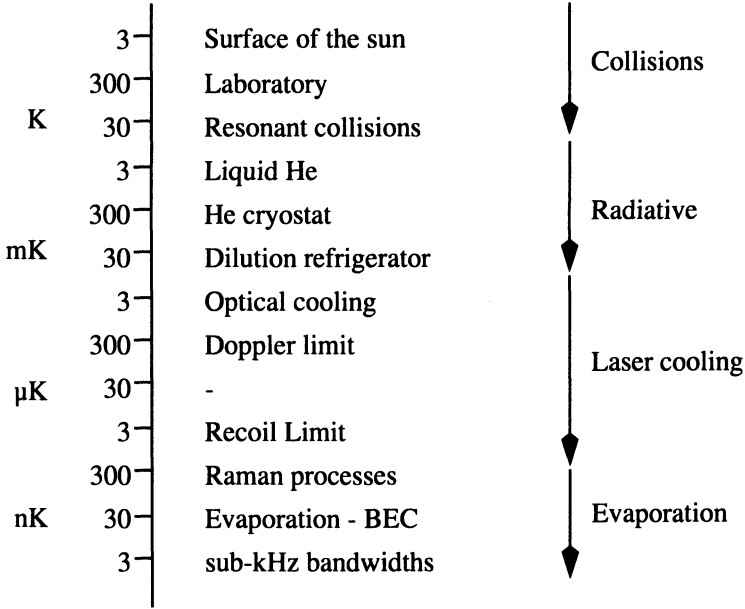 3 Surface of the sun
Collisions
300 Laboratory
K
30 Resonant collisions
3 Liquid He
300 He cryostat
Radiative
mK
30 Dilution refrigerator
3 Optical cooling
300 Doppler limit
Laser cooling
µK
30 -
3 Recoil Limit
300 Raman processes
nK
30 Evaporation - BEC
Evaporation
3 sub-kHz bandwidths